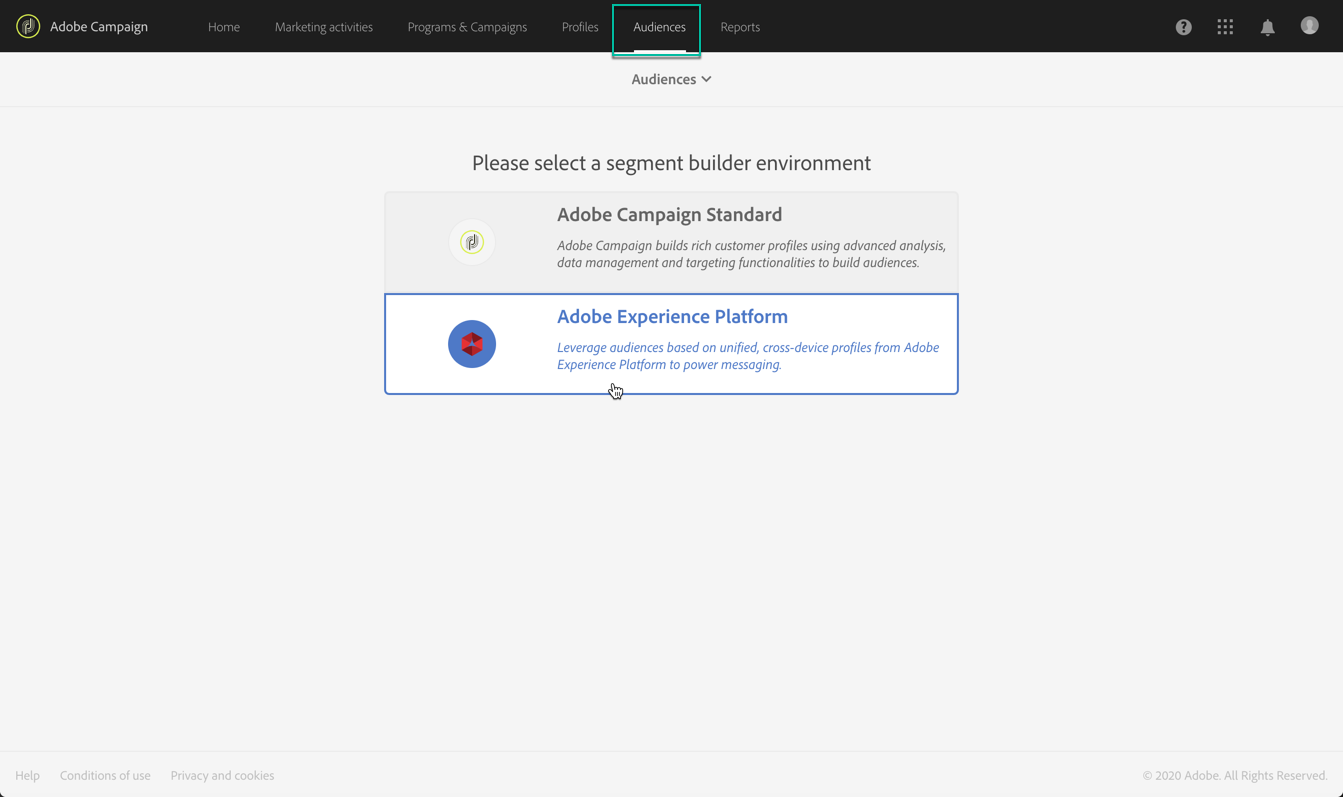 Adobe Campaign Home Marketing activities Programs & Campaigns Profiles Audiences Reports
Audiences
Please select a segment builder environment
Adobe Campaign Standard
Adobe Campaign builds rich customer profiles using advanced analysis,
data management and targeting functionalities to build audiences.
Adobe Experience Platform
Leverage audiences based on unified, cross-device profiles from Adobe
Experience Platform to power messaging.
Help Conditions of use Privacy and cookies © 2020 Adobe. All Rights Reserved.